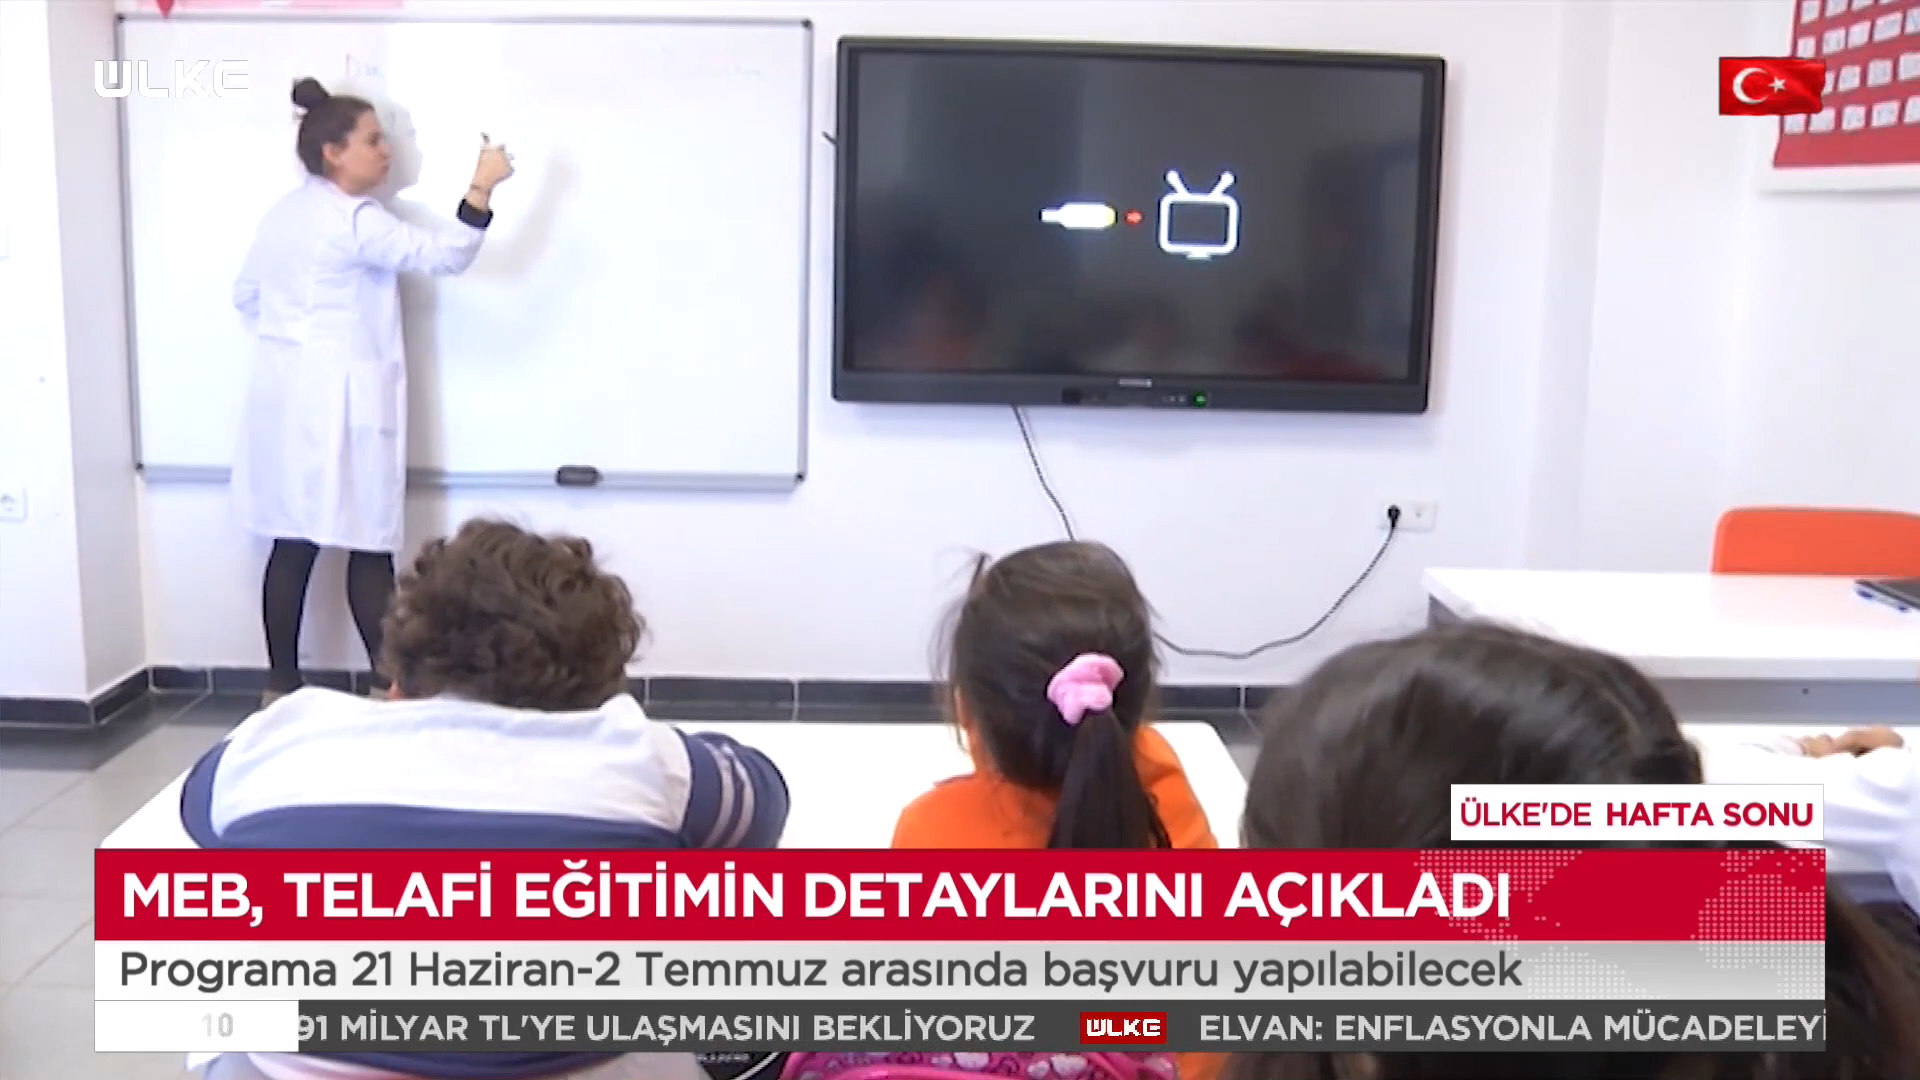 ÜLKE
ÜLKE'DE HAFTA SONU
MEB, TELAFİ EĞİTİMİN DETAYLARINI AÇIKLADI
Programa 21 Haziran-2 Temmuz arasında başvuru yapılabilecek
10 91 MİLYAR TL'YE ULAŞMASINI BEKLİYORUZ ÜLKE ELVAN: ENFLASYONLA MÜCADELEYİ